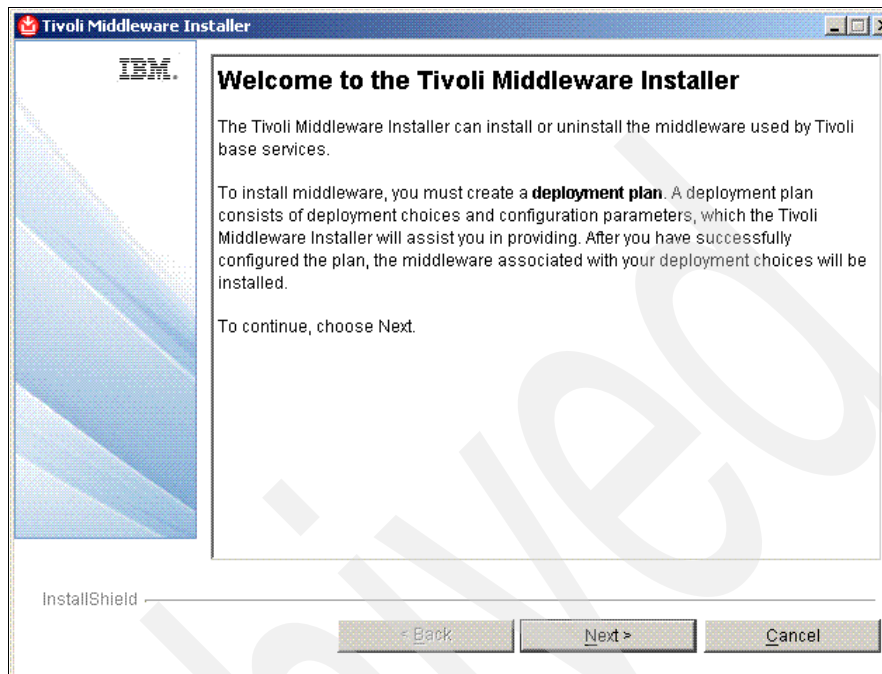 Tivoli Middleware Installer
IBM.
Welcome to the Tivoli Middleware Installer
The Tivoli Middleware Installer can install or uninstall the middleware used by Tivoli
base services.
To install middleware, you must create a deployment plan. A deployment plan
consists of deployment choices and configuration parameters, which the Tivoli
Middleware Installer will assist you in providing. After you have successfully
configured the plan, the middleware associated with your deployment choices will be
installed.
To continue, choose Next.
InstallShield
< Back
Next >
Cancel